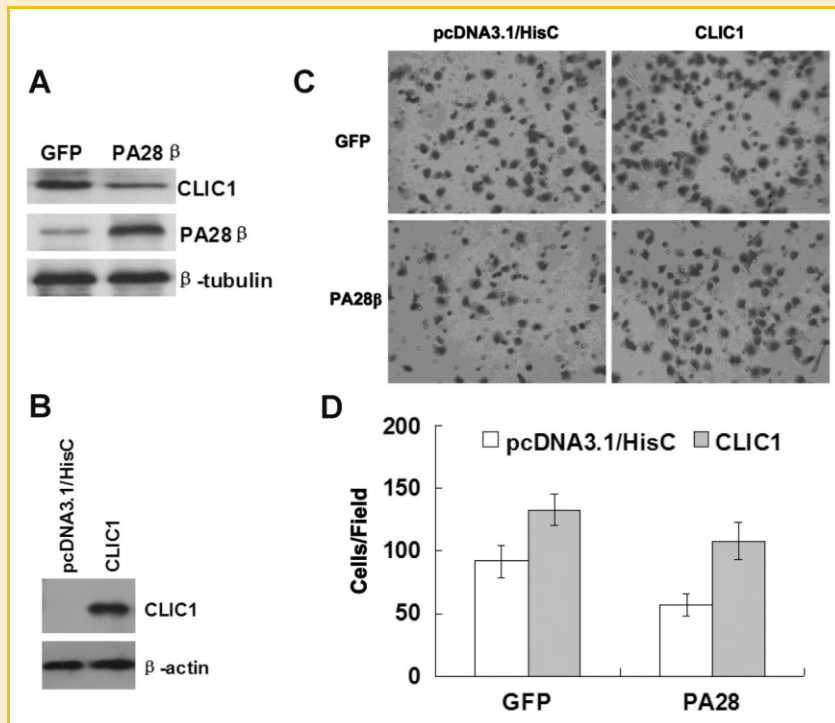 A
GFP PA28 β
CLIC1
PA28 β
β-tubulin
B
pcDNA3.1/HisC
CLIC1
CLIC1
β-actin
C
pcDNA3.1/HisC CLIC1
GFP
PA28β
D
200
150
100
50
0
Cells/Field
pcDNA3.1/HisC CLIC1
GFP PA28